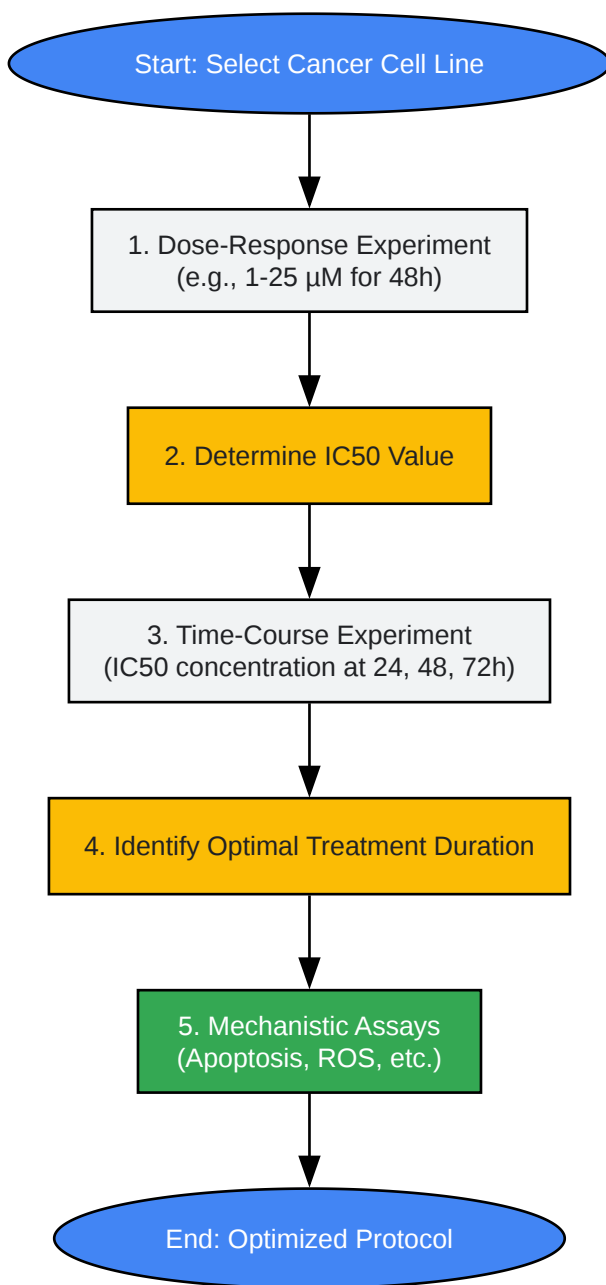 Start: Select Cancer Cell Line
1. Dose-Response Experiment
(e.g., 1-25 µM for 48h)
2. Determine IC50 Value
3. Time-Course Experiment
(IC50 concentration at 24, 48, 72h)
4. Identify Optimal Treatment Duration
5. Mechanistic Assays
(Apoptosis, ROS, etc.)
End: Optimized Protocol